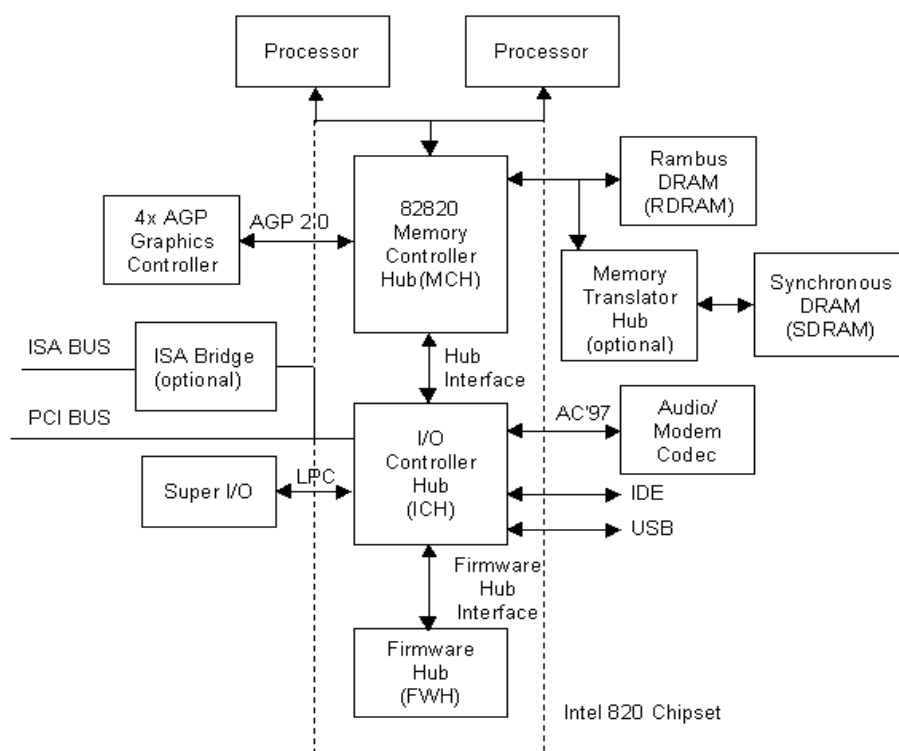 Processor
Processor
82820
Memory
Controller
Hub(MCH)
Rambus
DRAM
(RDRAM)
4x AGP
Graphics
Controller
AGP 2.0
Memory
Translator
Hub
(optional)
Synchronous
DRAM
(SDRAM)
ISA BUS
ISA Bridge
(optional)
Hub
Interface
PCI BUS
I/O
Controller
Hub
(ICH)
AC'97
Audio/
Modem
Codec
Super I/O
LPC
IDE
USB
Firmware
Hub
Interface
Firmware
Hub
(FWH)
Intel 820 Chipset